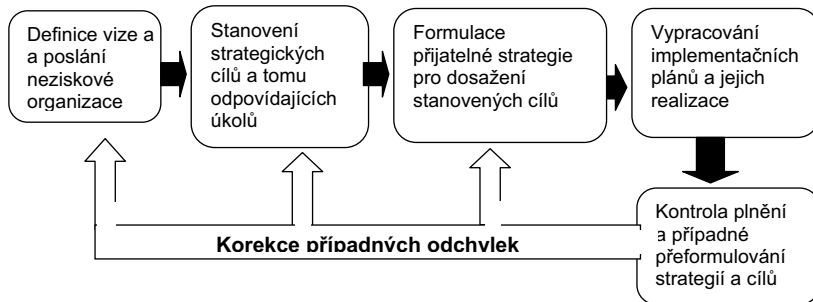 Definice vize a
a poslání
neziskové
organizace
Stanovení
strategických
cílů a tomu
odpovídajících
úkolů
Formulace
přijatelné strategie
pro dosažení
stanovených cílů
Vypracování
implementačních
plánů a jejich
realizace
Kontrola plnění
a případné
přeformulování
strategií a cílů
Korekce případných odchylek